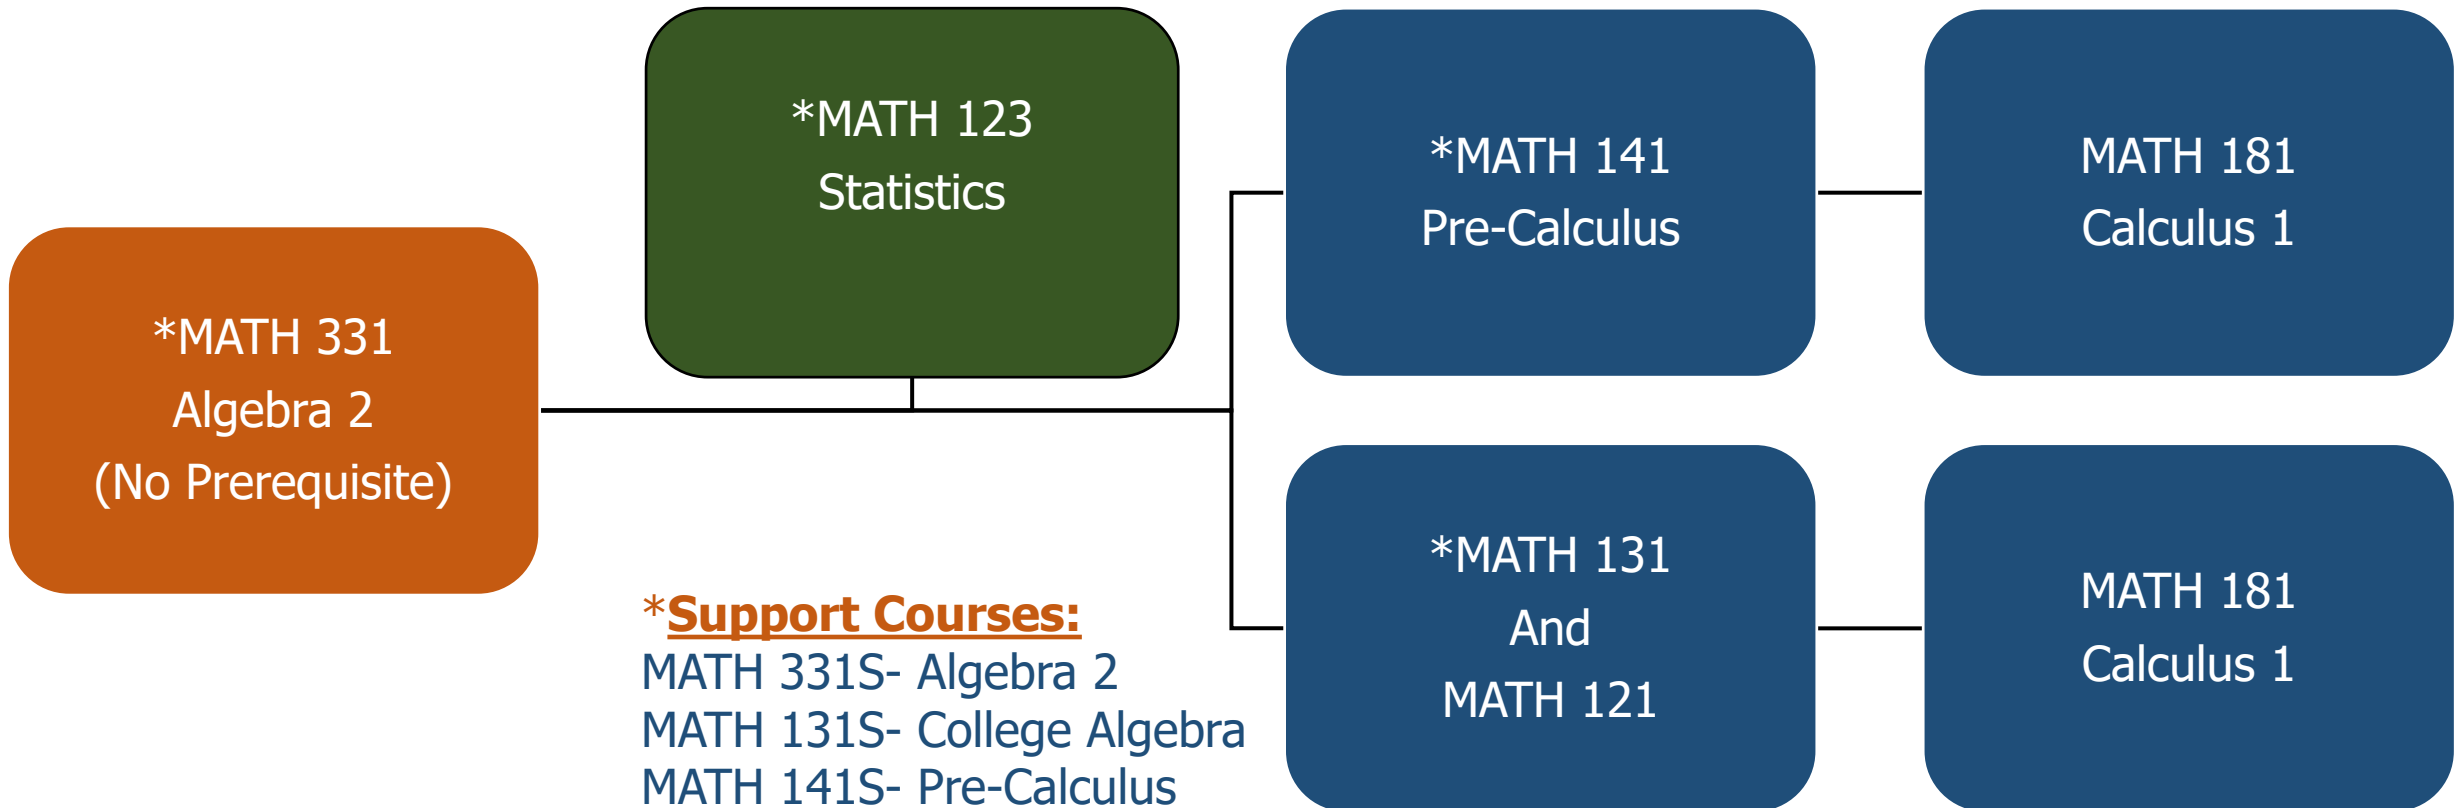 *MATH 331
Algebra 2
(No Prerequisite)
*MATH 123
Statistics
*MATH 141
Pre-Calculus
MATH 181
Calculus 1
*MATH 131
And
MATH 121
MATH 181
Calculus 1
*Support Courses:
MATH 331S- Algebra 2
MATH 131S- College Algebra
MATH 141S- Pre-Calculus